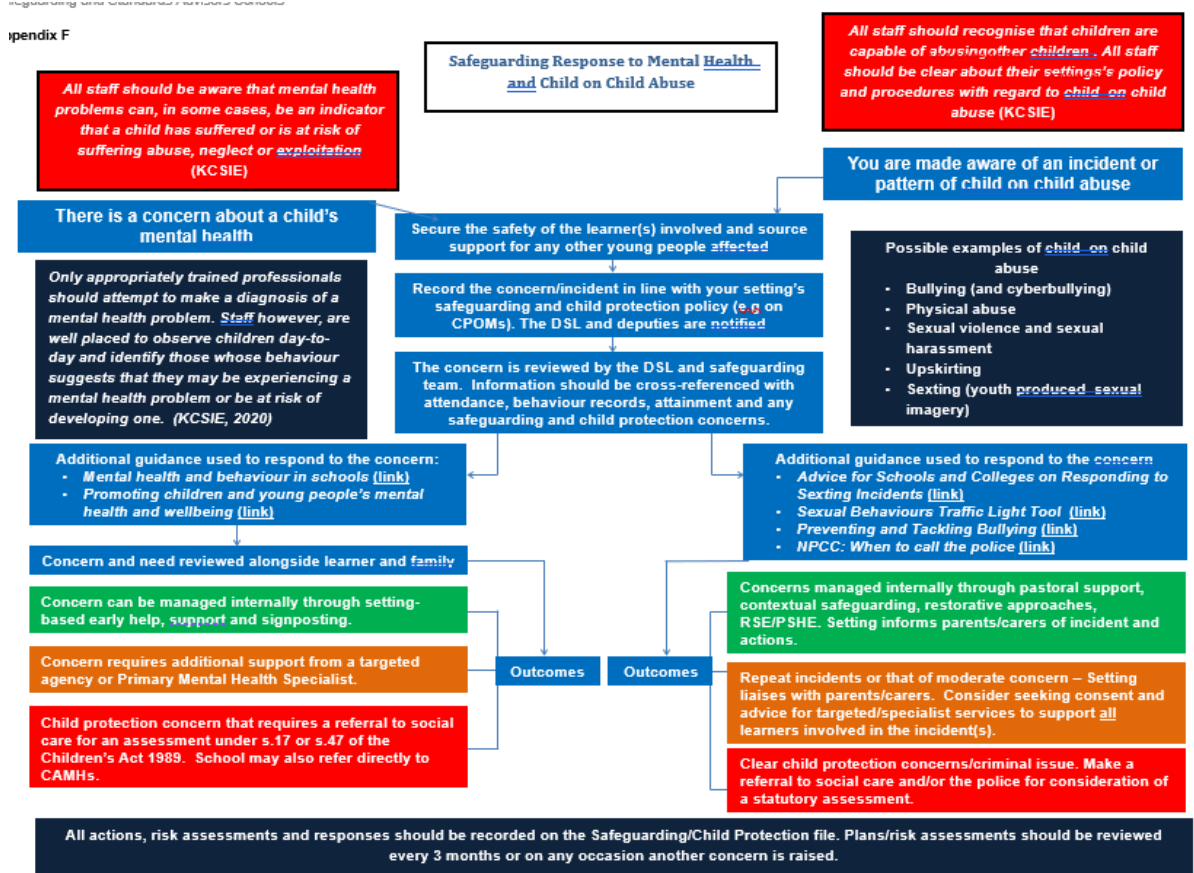 ppendix F
Safeguarding Response to Mental Health
and Child on Child Abuse
All staff should recognise that children are
capable of abusingother children . All staff
should be clear about their settings's policy
and procedures with regard to child on child
abuse (KCSIE)
All staff should be aware that mental health
problems can, in some cases, be an indicator
that a child has suffered or is at risk of
suffering abuse, neglect or exploitation
(KCSIE)
You are made aware of an incident or
pattern of child on child abuse
There is a concern about a child's
mental health
Secure the safety of the learner(s) involved and source
support for any other young people affected
Only appropriately trained professionals
should attempt to make a diagnosis of a
mental health problem. Staff however, are
well placed to observe children day-to-
day and identify those whose behaviour
suggests that they may be experiencing a
mental health problem or be at risk of
developing one. (KCSIE, 2020)
Record the concern/incident in line with your setting's
safeguarding and child protection policy (e.g on
CPOMs). The DSL and deputies are notified
The concern is reviewed by the DSL and safeguarding
team. Information should be cross-referenced with
attendance, behaviour records, attainment and any
safeguarding and child protection concerns.
Possible examples of child on child
abuse
• Bullying (and cyberbullying)
• Physical abuse
• Sexual violence and sexual
harassment
• Upskirting
• Sexting (youth produced sexual
imagery)
Additional guidance used to respond to the concern:
• Mental health and behaviour in schools (link)
• Promoting children and young people's mental
health and wellbeing (link)
Additional guidance used to respond to the concern
• Advice for Schools and Colleges on Responding to
Sexting Incidents (link)
• Sexual Behaviours Traffic Light Tool (link)
• Preventing and Tackling Bullying (link)
• NPCC: When to call the police (link)
Concern and need reviewed alongside learner and family
Concern can be managed internally through setting-
based early help, support and signposting.
Concern requires additional support from a targeted
agency or Primary Mental Health Specialist.
Child protection concern that requires a referral to social
care for an assessment under s.17 or s.47 of the
Children's Act 1989. School may also refer directly to
CAMHs.
Outcomes
Outcomes
Concerns managed internally through pastoral support,
contextual safeguarding, restorative approaches,
RSE/PSHE. Setting informs parents/carers of incident and
actions.
Repeat incidents or that of moderate concern – Setting
liaises with parents/carers. Consider seeking consent and
advice for targeted/specialist services to support all
learners involved in the incident(s).
Clear child protection concerns/criminal issue. Make a
referral to social care and/or the police for consideration of
a statutory assessment.
All actions, risk assessments and responses should be recorded on the Safeguarding/Child Protection file. Plans/risk assessments should be reviewed
every 3 months or on any occasion another concern is raised.